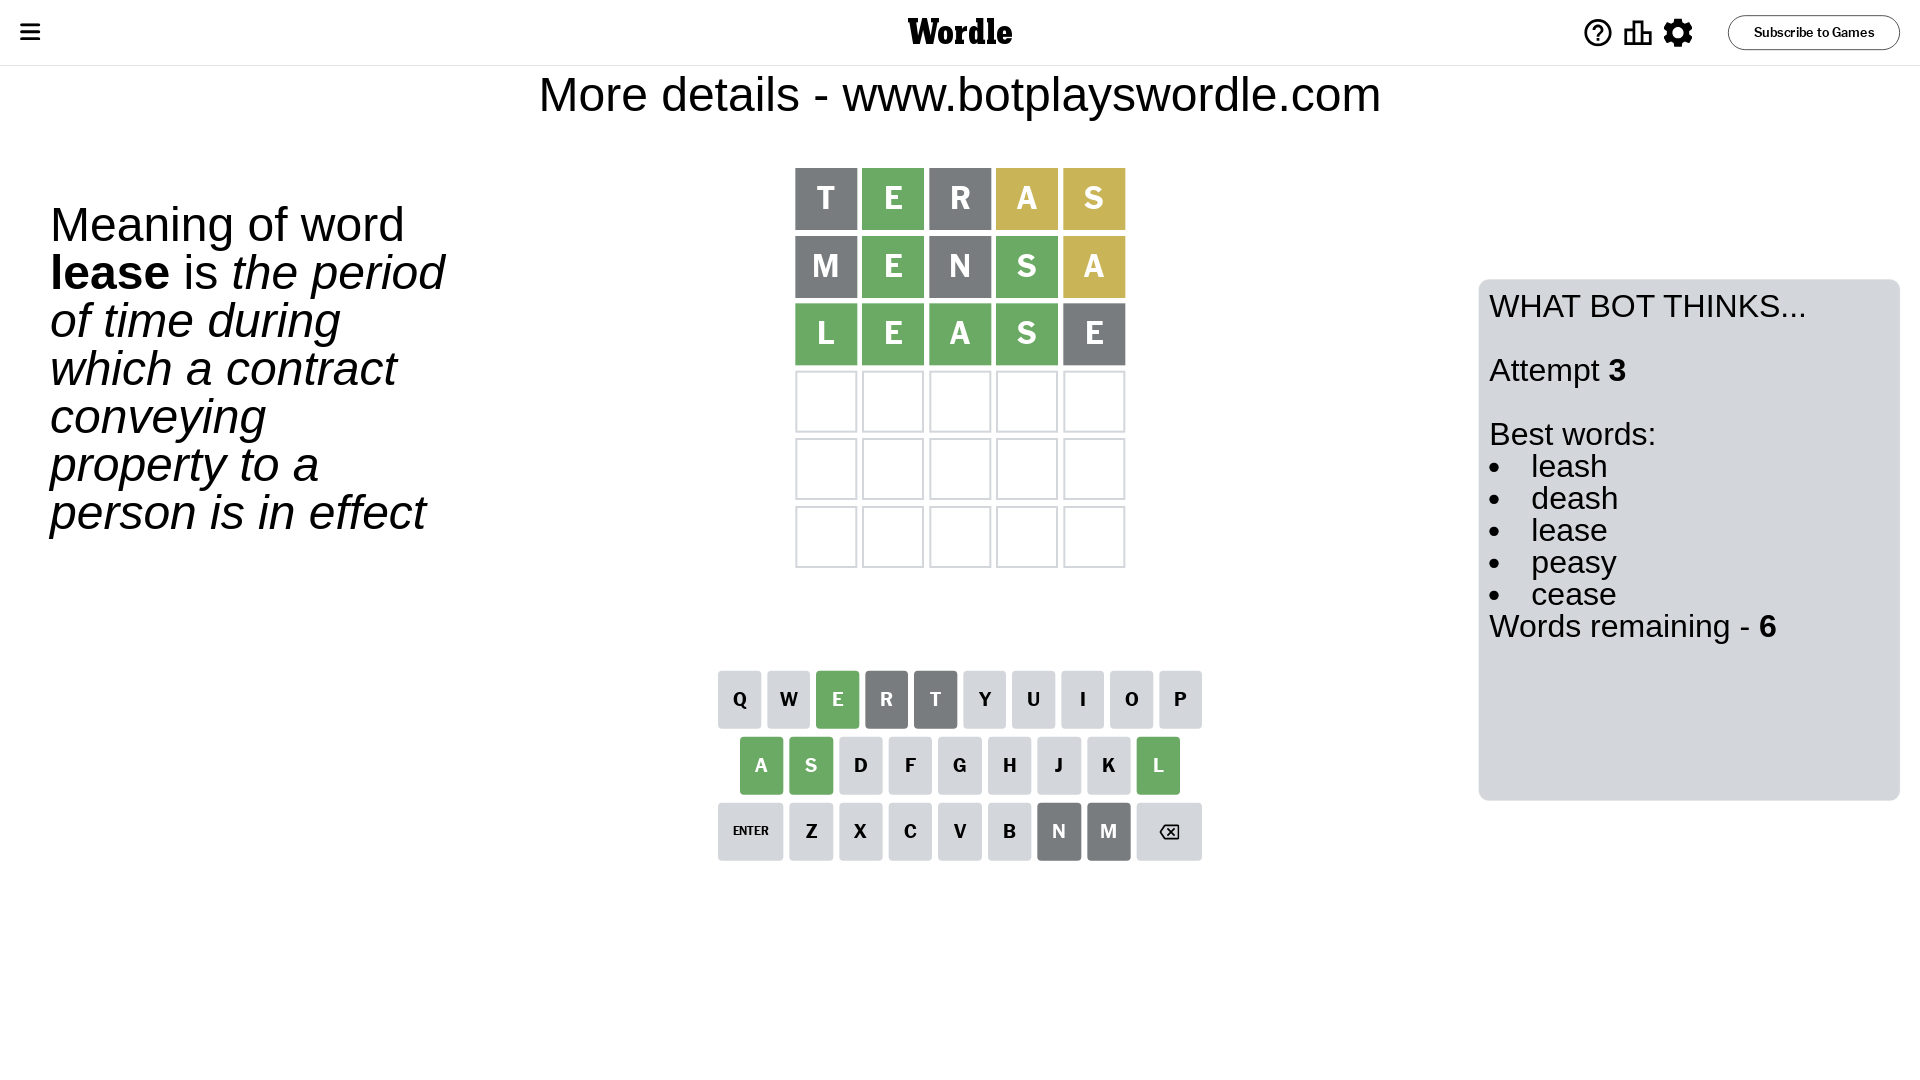 Wordle
Subscribe to Games
More details - www.botplayswordle.com
Meaning of word
lease is the period
of time during
which a contract
conveying
property to a
person is in effect
T E R A S
M E N S A
L E A S E
WHAT BOT THINKS...
Attempt 3
Best words:
• leash
• deash
• lease
• peasy
• cease
Words remaining - 6
Q W E R T Y U I O P
A S D F G H J K L
ENTER Z X C V B N M